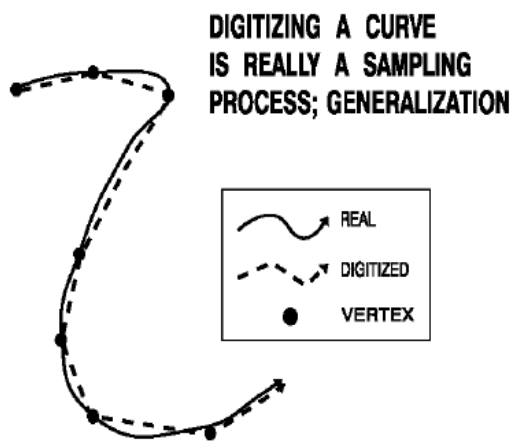 DIGITIZING A CURVE
IS REALLY A SAMPLING
PROCESS; GENERALIZATION
REAL
DIGITIZED
VERTEX